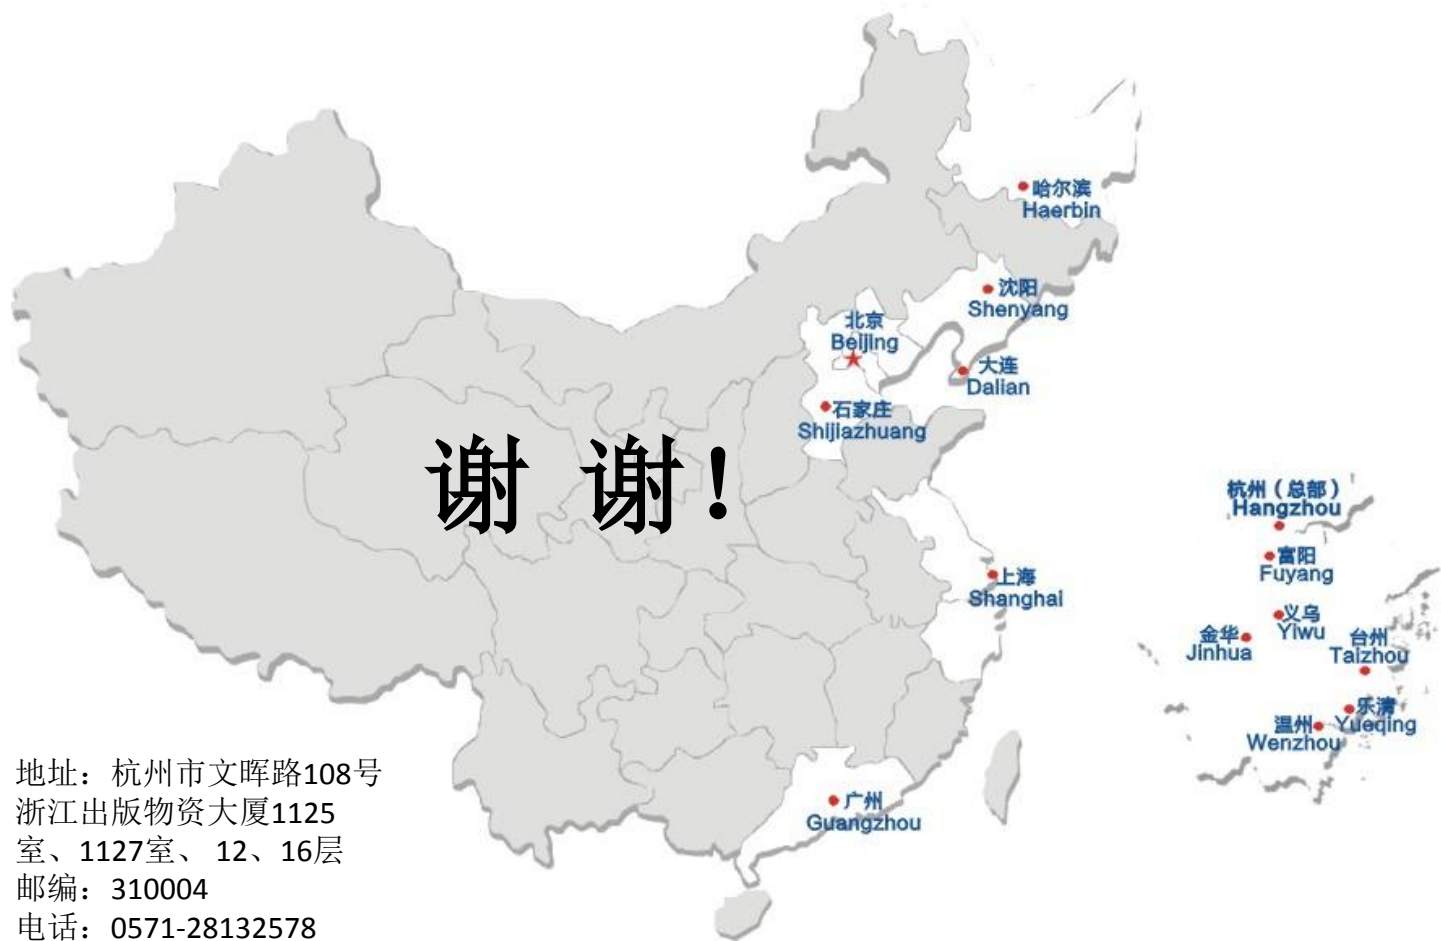 哈尔滨
Haerbin
沈阳
Shenyang
北京
Beijing
大连
Dalian
石家庄
Shijiazhuang
谢 谢！
杭州（总部）
Hangzhou
富阳
Fuyang
上海
Shanghai
义乌
Yiwu
金华
Jinhua
台州
Taizhou
乐清
Yueqing
温州
Wenzhou
广州
Guangzhou
地址：杭州市文晖路108号
浙江出版物资大厦1125
室、1127室、 12、16层
邮编：310004
电话：0571-28132578